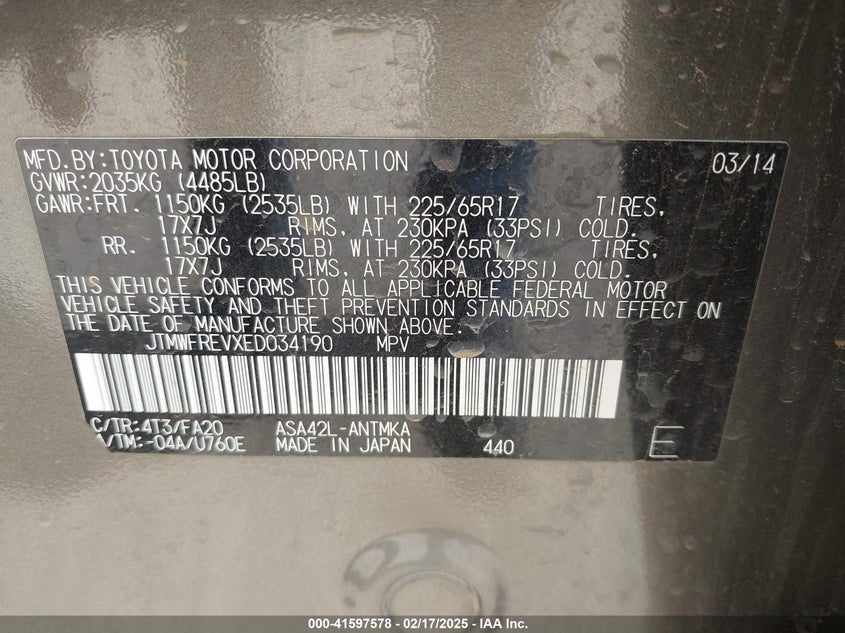 MFD.BY:TOYOTA MOTOR CORPORATION 03/14
GVWR:2035KG (4485LB)
GAWR:FRT. 1150KG (2535LB) WITH 225/65R17 TIRES,
17X7J RIMS, AT 230KPA (33PSI) COLD.
RR. 1150KG (2535LB) WITH 225/65R17 TIRES,
17X7J RIMS, AT 230KPA (33PSI) COLD.
THIS VEHICLE CONFORMS TO ALL APPLICABLE FEDERAL MOTOR
VEHICLE SAFETY AND THEFT PREVENTION STANDARDS IN EFFECT ON
THE DATE OF MANUFACTURE SHOWN ABOVE.
JTMWFREVXED034190 MPV
C/TR:4T3/FA20 ASA42L-ANTMKA
A/TM:-04A/U760E MADE IN JAPAN 440 E
000-41597578 - 02/17/2025 - IAA Inc.